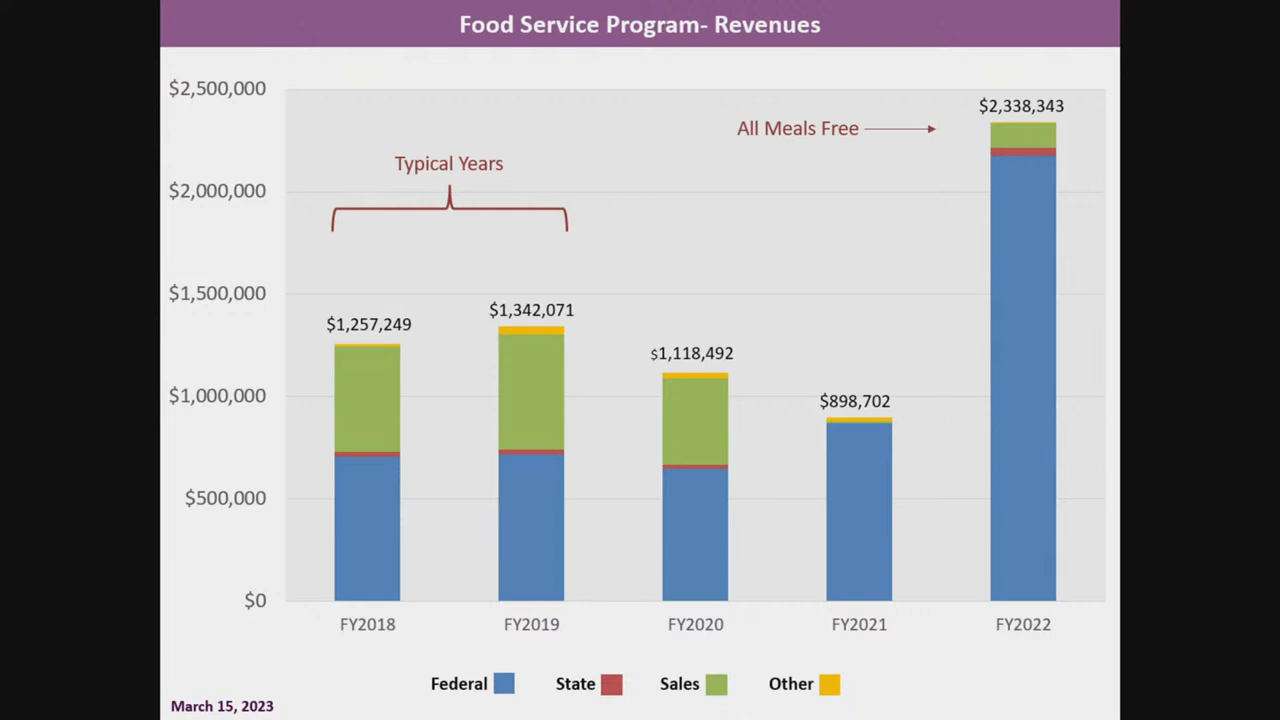 Food Service Program- Revenues
$2,500,000
$2,338,343
All Meals Free
Typical Years
$2,000,000
$1,500,000
$1,257,249
$1,342,071
$1,118,492
$1,000,000
$898,702
$500,000
$0
FY2018
FY2019
FY2020
FY2021
FY2022
Federal
State
Sales
Other
March 15, 2023